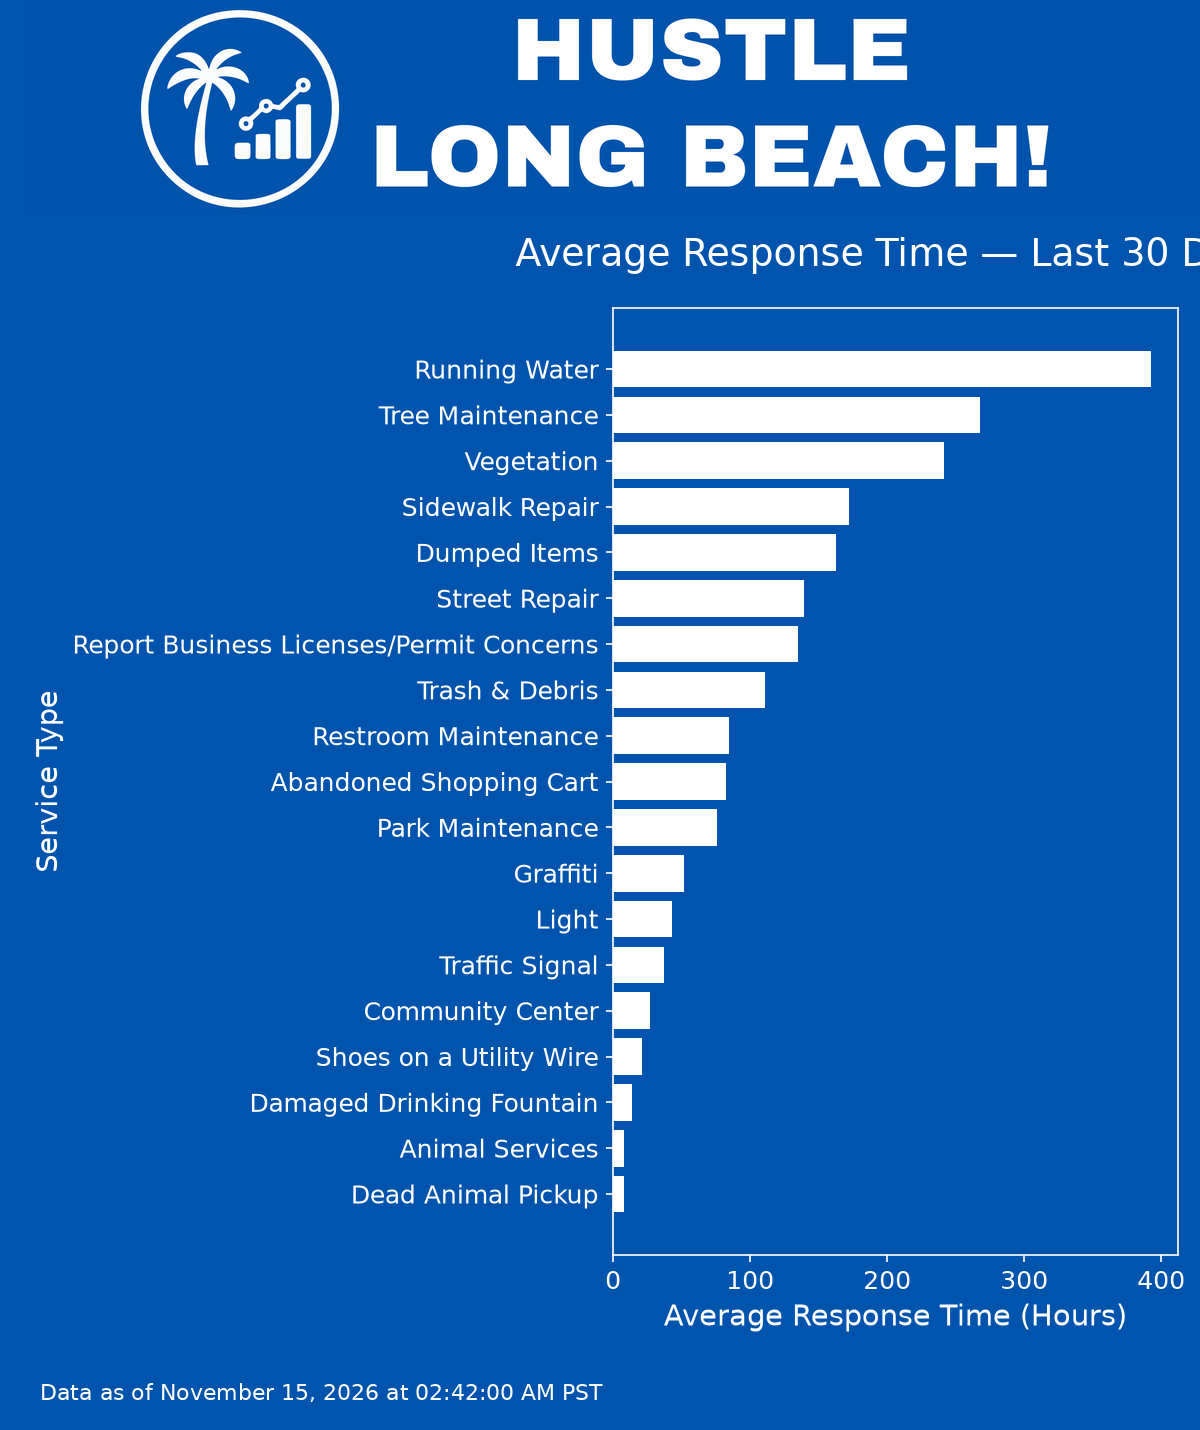 HUSTLE
LONG BEACH!
Average Response Time — Last 30 D
Running Water
Tree Maintenance
Vegetation
Sidewalk Repair
Dumped Items
Street Repair
Report Business Licenses/Permit Concerns
Trash & Debris
Restroom Maintenance
Abandoned Shopping Cart
Park Maintenance
Graffiti
Light
Traffic Signal
Community Center
Shoes on a Utility Wire
Damaged Drinking Fountain
Animal Services
Dead Animal Pickup
Service Type
0 100 200 300 400
Average Response Time (Hours)
Data as of November 15, 2026 at 02:42:00 AM PST